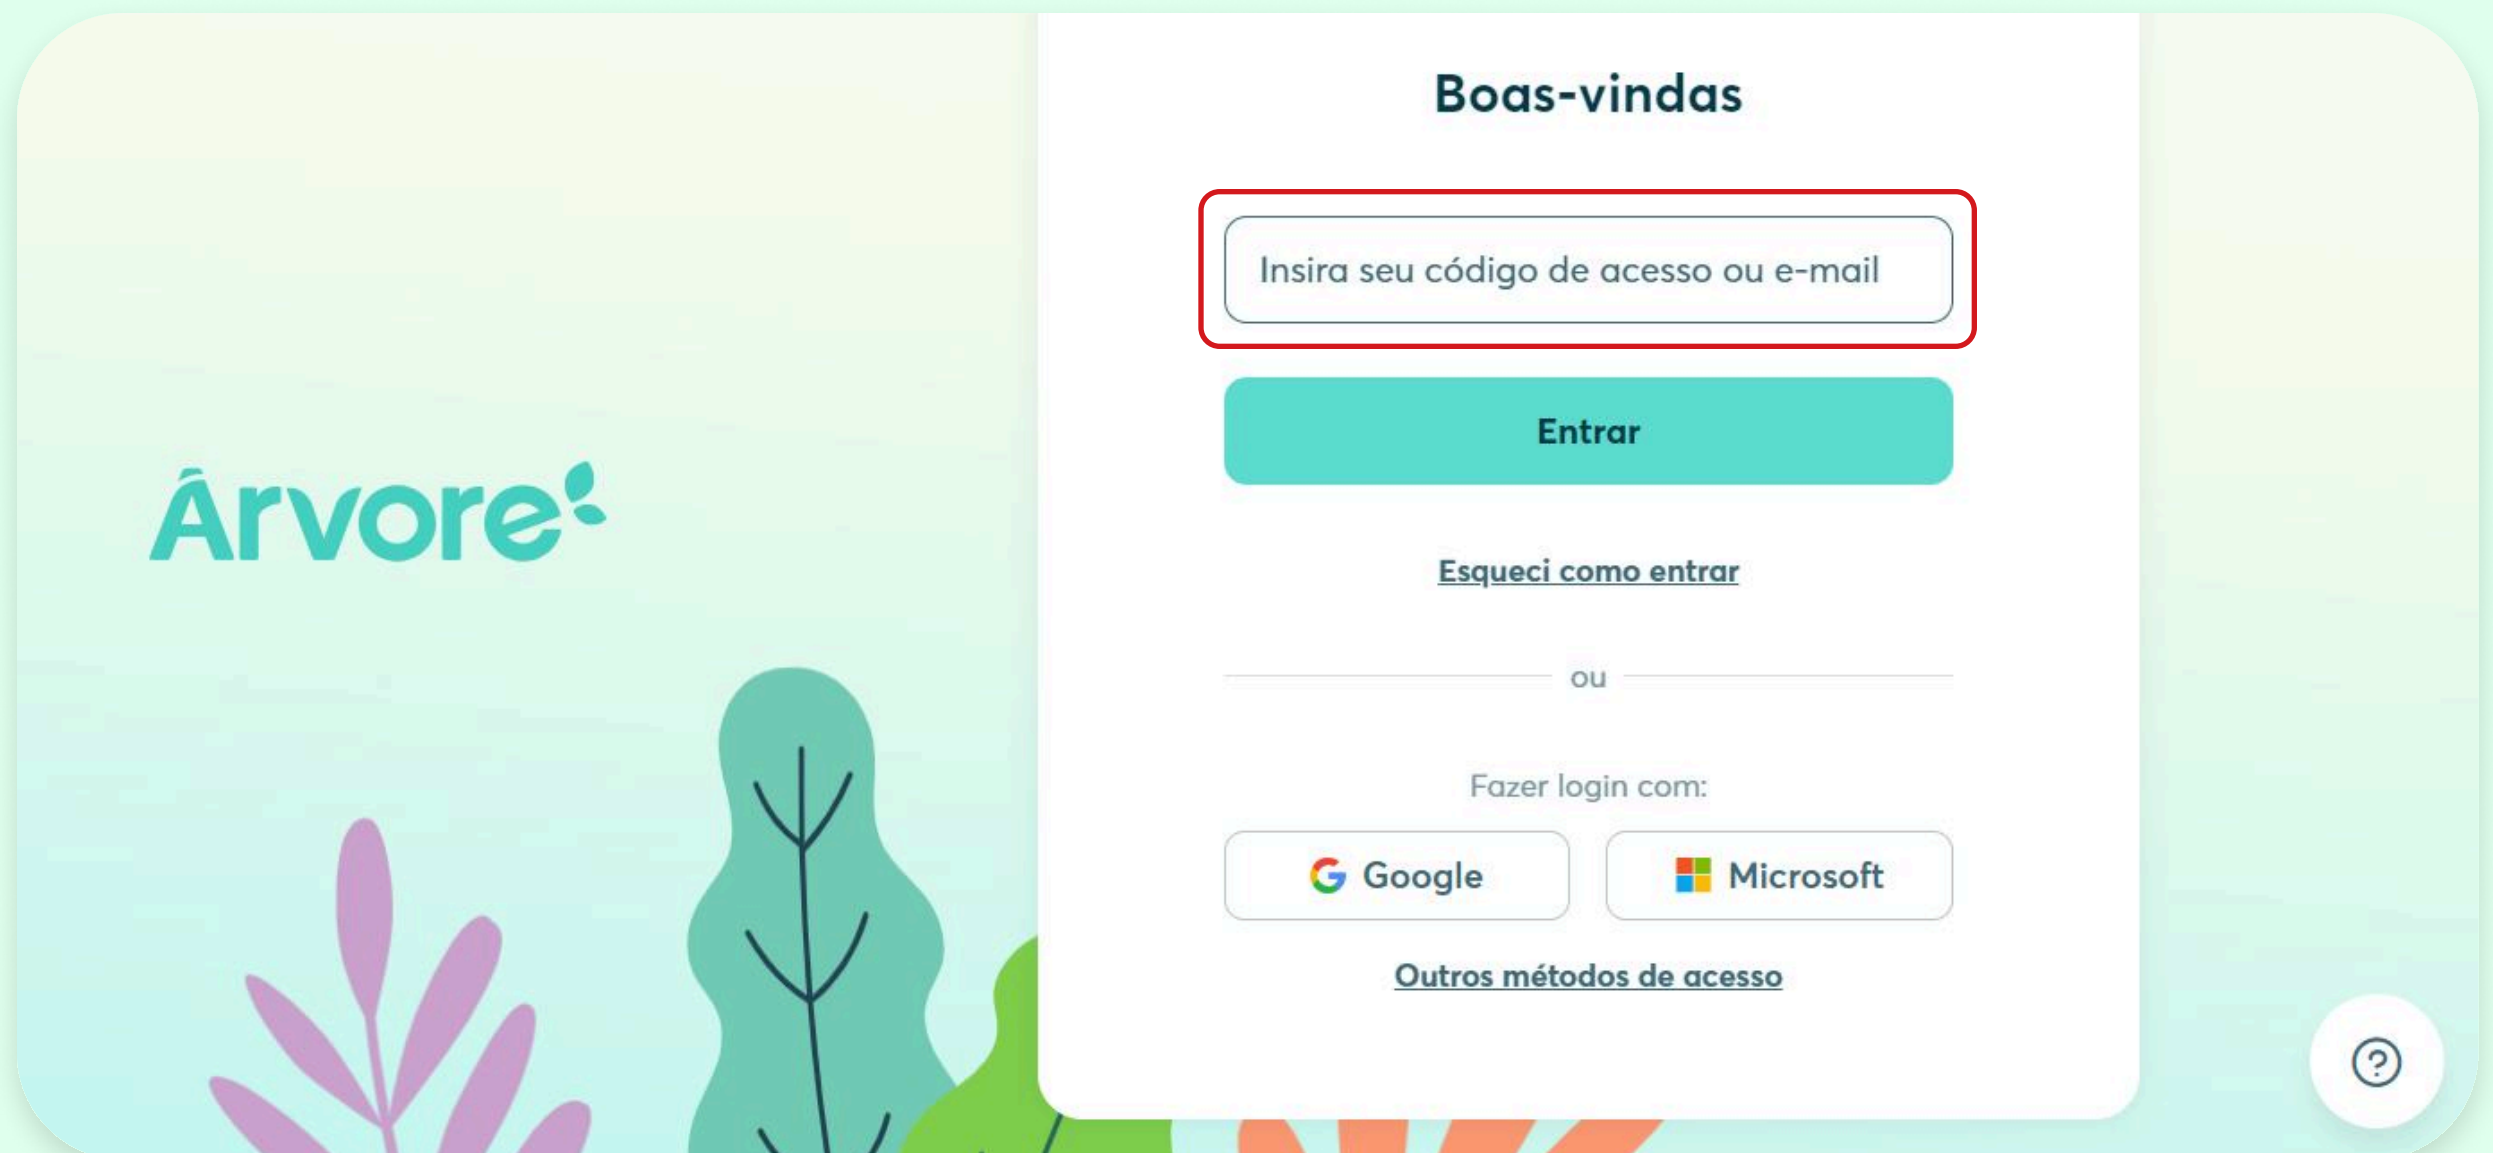 Árvore
Boas-vindas
Insira seu código de acesso ou e-mail
Entrar
Esqueci como entrar
ou
Fazer login com:
Google
Microsoft
Outros métodos de acesso
?